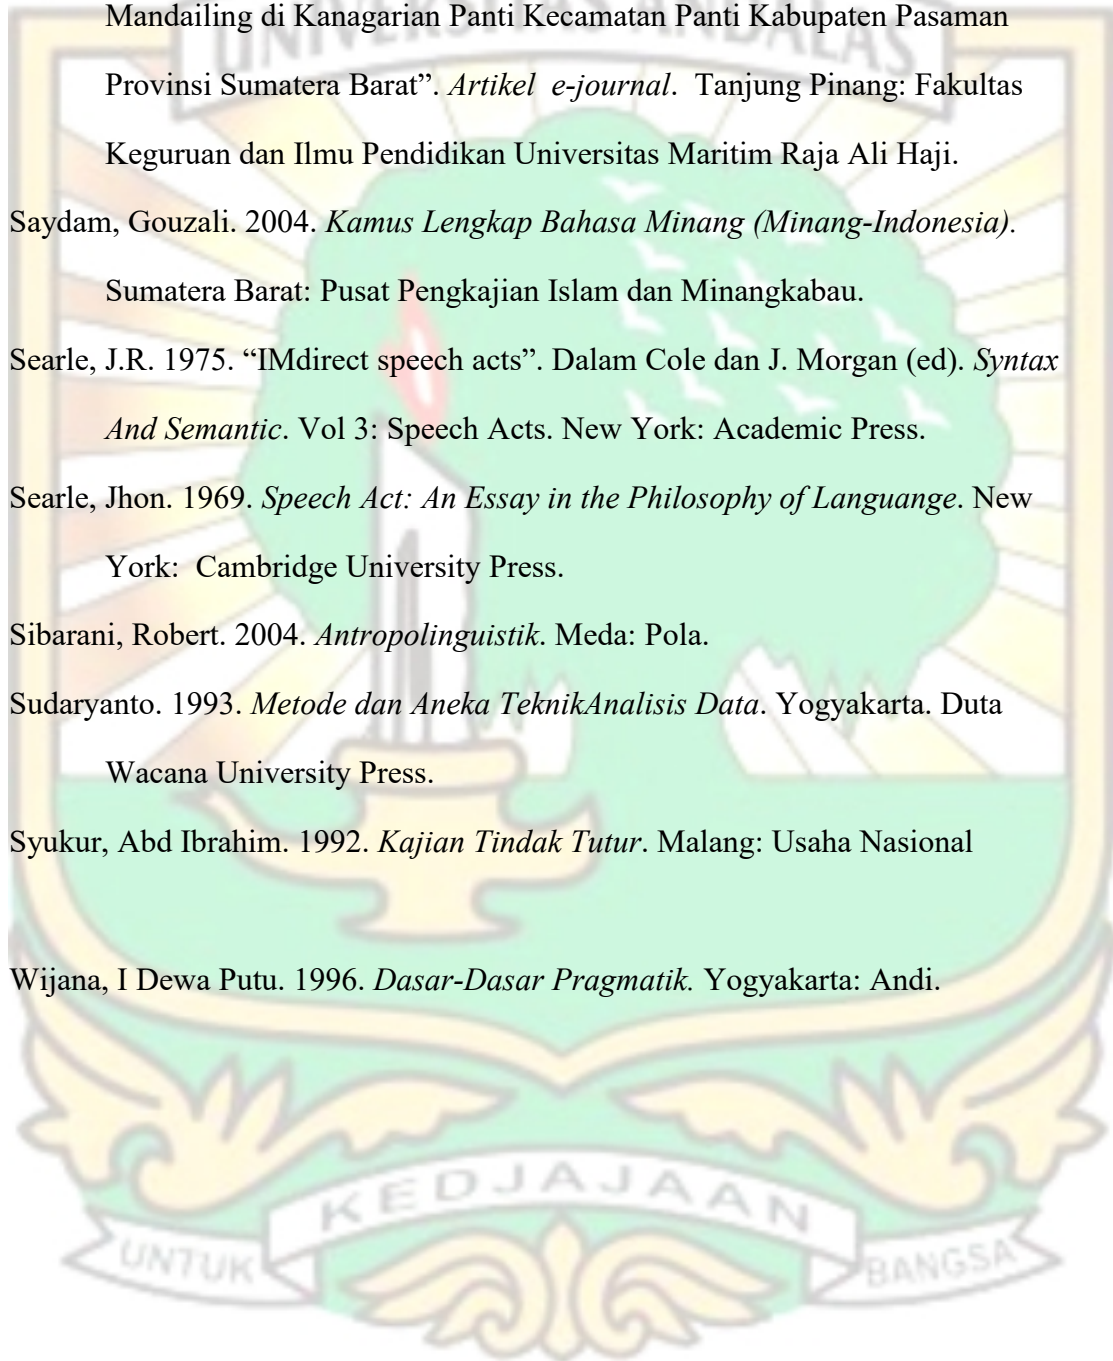 UNIVERSITAS ANDALAS
Mandailing di Kanagarian Panti Kecamatan Panti Kabupaten Pasaman
Provinsi Sumatera Barat”. Artikel e-journal. Tanjung Pinang: Fakultas
Keguruan dan Ilmu Pendidikan Universitas Maritim Raja Ali Haji.
Saydam, Gouzali. 2004. Kamus Lengkap Bahasa Minang (Minang-Indonesia).
Sumatera Barat: Pusat Pengkajian Islam dan Minangkabau.
Searle, J.R. 1975. “IMdirect speech acts”. Dalam Cole dan J. Morgan (ed). Syntax
And Semantic. Vol 3: Speech Acts. New York: Academic Press.
Searle, Jhon. 1969. Speech Act: An Essay in the Philosophy of Languange. New
York: Cambridge University Press.
Sibarani, Robert. 2004. Antropolinguistik. Meda: Pola.
Sudaryanto. 1993. Metode dan Aneka TeknikAnalisis Data. Yogyakarta. Duta
Wacana University Press.
Syukur, Abd Ibrahim. 1992. Kajian Tindak Tutur. Malang: Usaha Nasional
Wijana, I Dewa Putu. 1996. Dasar-Dasar Pragmatik. Yogyakarta: Andi.
UNTUK KEDJAJAAN BANGSA